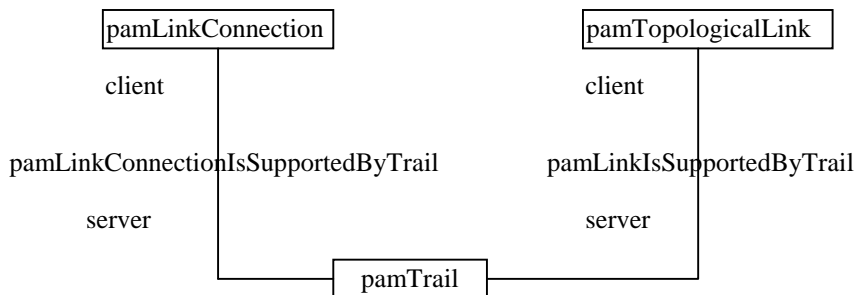 pamLinkConnection
pamTopologicalLink
client
client
pamLinkConnectionIsSupportedByTrail
pamLinkIsSupportedByTrail
server
server
pamTrail